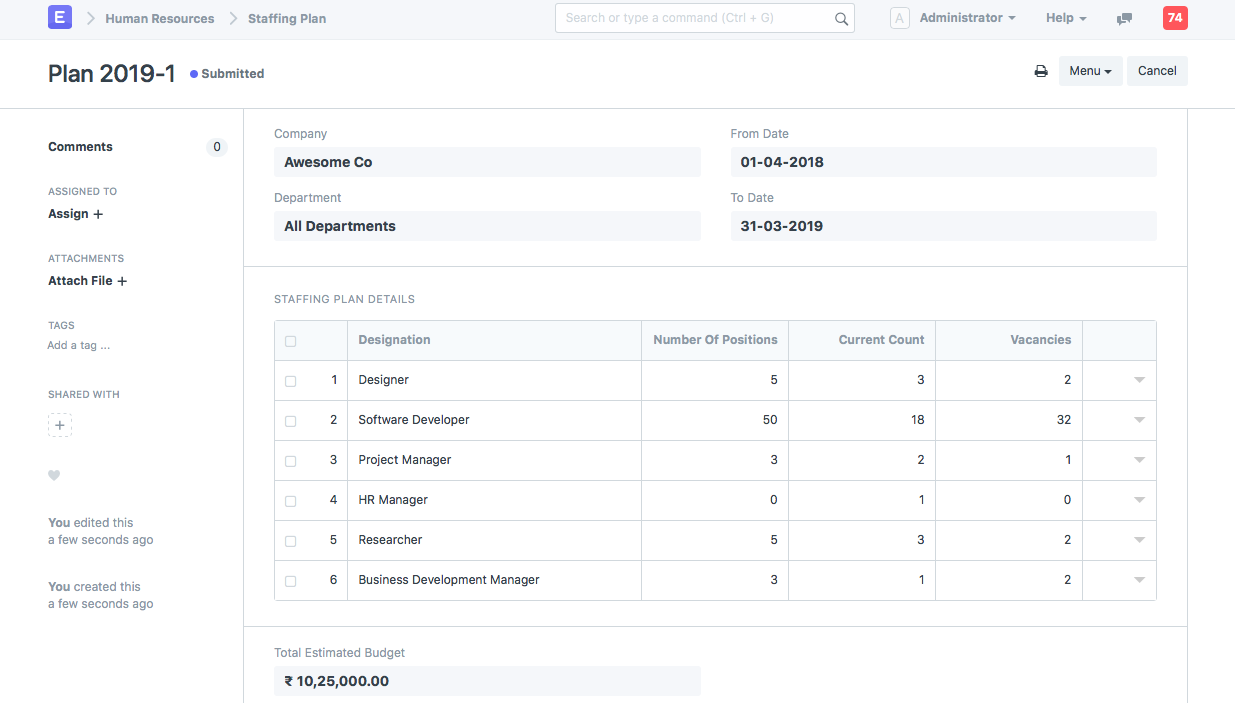 E Human Resources Staffing Plan Search or type a command (Ctrl + G) A Administrator Help 74
Plan 2019-1 Submitted Menu Cancel
Comments 0
ASSIGNED TO
Assign +
ATTACHMENTS
Attach File +
TAGS
Add a tag ...
SHARED WITH
+
You edited this
a few seconds ago
You created this
a few seconds ago
Company From Date
Awesome Co 01-04-2018
Department To Date
All Departments 31-03-2019
STAFFING PLAN DETAILS
Designation Number Of Positions Current Count Vacancies
1 Designer 5 3 2
2 Software Developer 50 18 32
3 Project Manager 3 2 1
4 HR Manager 0 1 0
5 Researcher 5 3 2
6 Business Development Manager 3 1 2
Total Estimated Budget
₹ 10,25,000.00